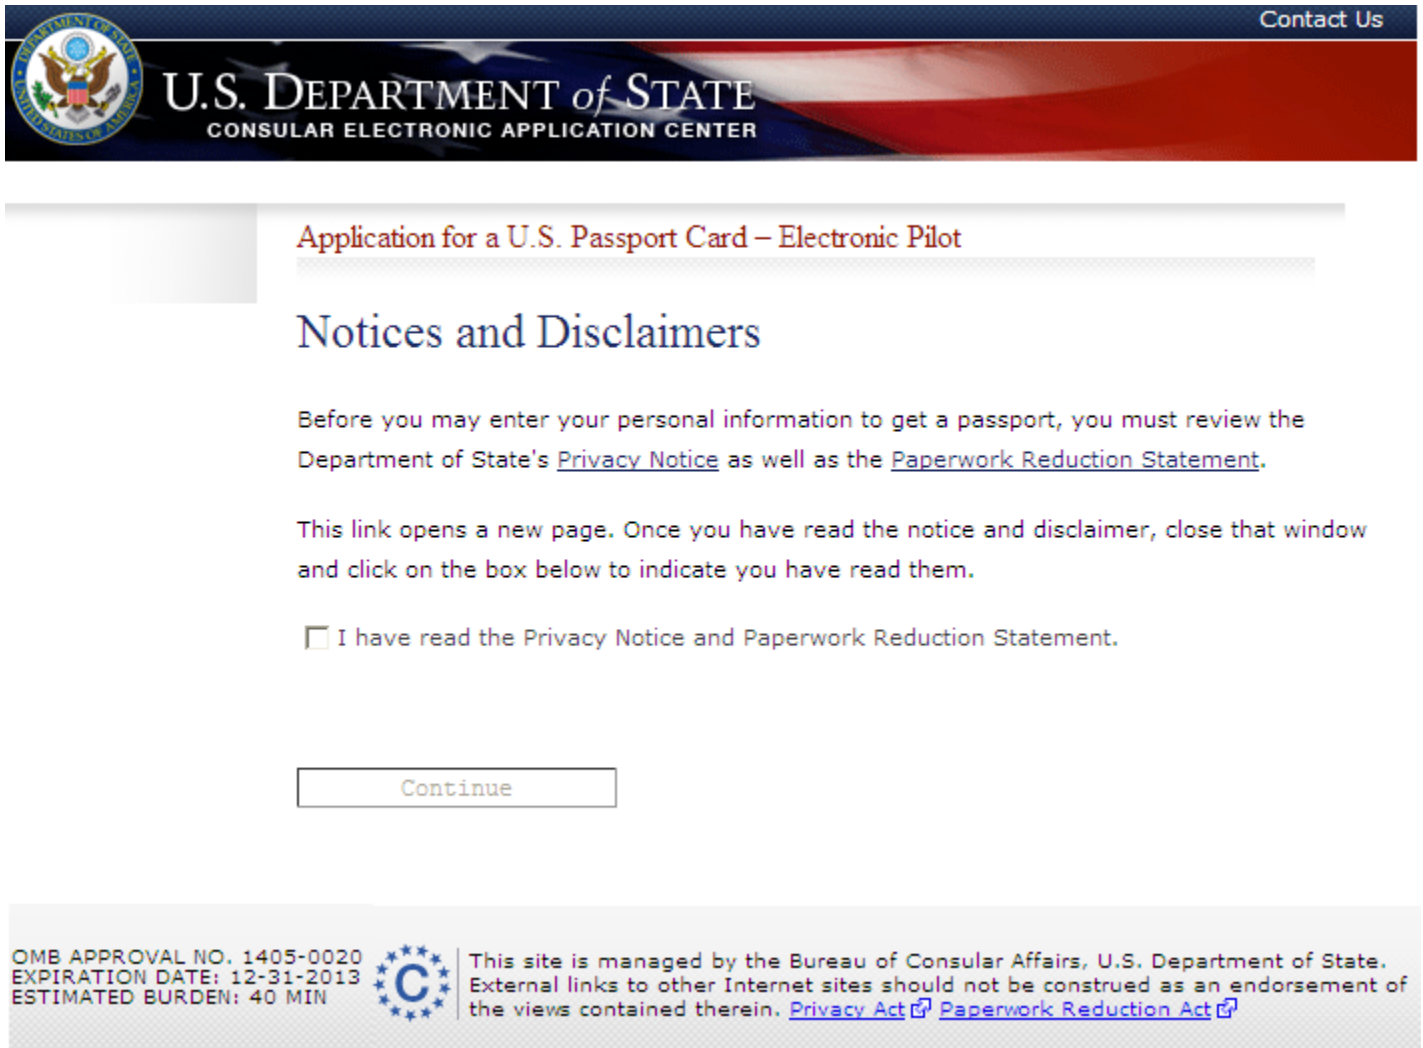 Contact Us
U.S. DEPARTMENT of STATE
CONSULAR ELECTRONIC APPLICATION CENTER
Application for a U.S. Passport Card – Electronic Pilot
Notices and Disclaimers
Before you may enter your personal information to get a passport, you must review the
Department of State's Privacy Notice as well as the Paperwork Reduction Statement.
This link opens a new page. Once you have read the notice and disclaimer, close that window
and click on the box below to indicate you have read them.
I have read the Privacy Notice and Paperwork Reduction Statement.
Continue
OMB APPROVAL NO. 1405-0020
EXPIRATION DATE: 12-31-2013
ESTIMATED BURDEN: 40 MIN
C
This site is managed by the Bureau of Consular Affairs, U.S. Department of State.
External links to other Internet sites should not be construed as an endorsement of
the views contained therein. Privacy Act Paperwork Reduction Act